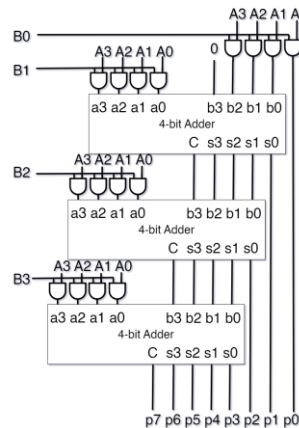 A3 A2 A1 A
B0
0
A3 A2 A1 A0
B1
a3 a2 a1 a0 b3 b2 b1 b0
4-bit Adder
C s3 s2 s1 s0
A3 A2 A1 A0
B2
a3 a2 a1 a0 b3 b2 b1 b0
4-bit Adder
C s3 s2 s1 s0
A3 A2 A1 A0
B3
a3 a2 a1 a0 b3 b2 b1 b0
4-bit Adder
C s3 s2 s1 s0
p7 p6 p5 p4 p3 p2 p1 p0